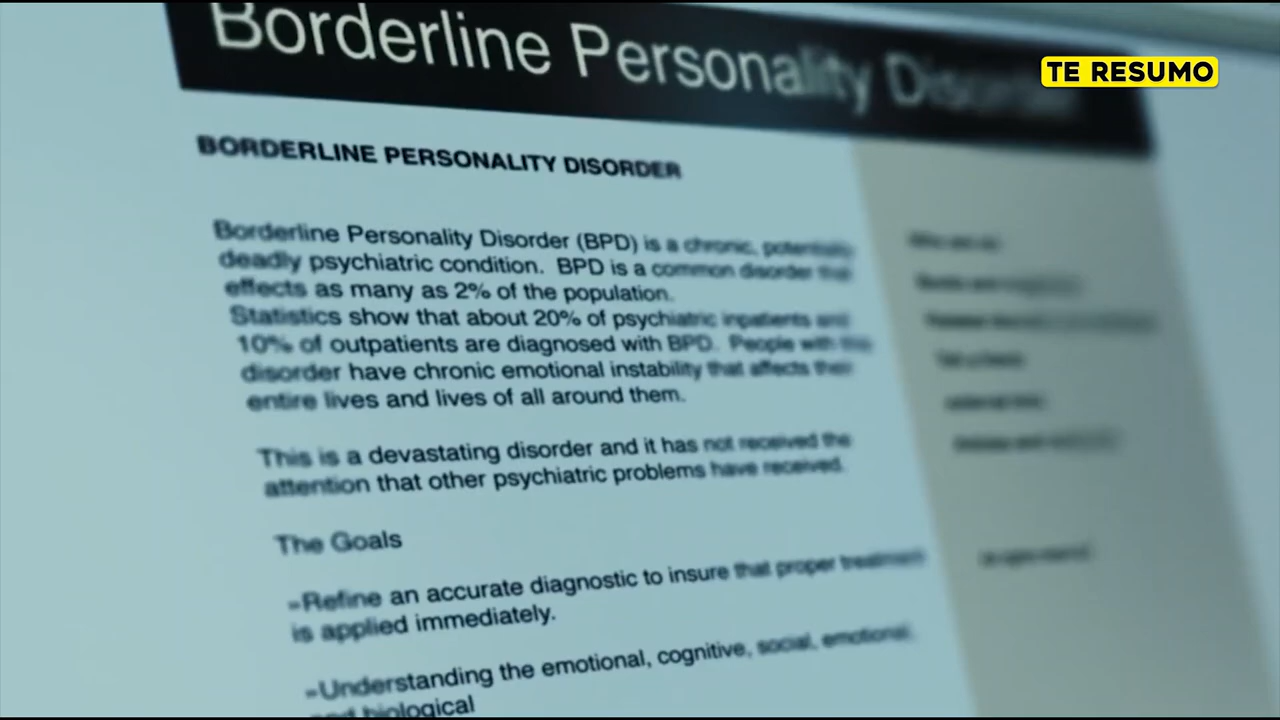 Borderline Personality Disorder
TE RESUMO
BORDERLINE PERSONALITY DISORDER
Borderline Personality Disorder (BPD) is a chronic, potentially
deadly psychiatric condition. BPD is a common disorder that
effects as many as 2% of the population.
Statistics show that about 20% of psychiatric inpatients and
10% of outpatients are diagnosed with BPD. People with this
disorder have chronic emotional instability that affects their
entire lives and lives of all around them.
This is a devastating disorder and it has not received the
attention that other psychiatric problems have received.
The Goals
»Refine an accurate diagnostic to insure that proper treatment
is applied immediately.
»Understanding the emotional, cognitive, social, emotional,
and biological